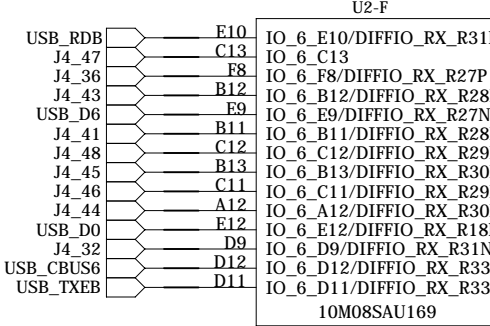 U2-F
USB_RDB E10 IO_6_E10/DIFFIO_RX_R31
J4_47 C13 IO_6_C13
J4_36 F8 IO_6_F8/DIFFIO_RX_R27P
J4_43 B12 IO_6_B12/DIFFIO_RX_R28
USB_D6 E9 IO_6_E9/DIFFIO_RX_R27N
J4_41 B11 IO_6_B11/DIFFIO_RX_R28
J4_48 C12 IO_6_C12/DIFFIO_RX_R29
J4_45 B13 IO_6_B13/DIFFIO_RX_R30
J4_46 C11 IO_6_C11/DIFFIO_RX_R29
J4_44 A12 IO_6_A12/DIFFIO_RX_R30
USB_D0 E12 IO_6_E12/DIFFIO_RX_R18
J4_32 D9 IO_6_D9/DIFFIO_RX_R31N
USB_CBUS6 D12 IO_6_D12/DIFFIO_RX_R33
USB_TXEB D11 IO_6_D11/DIFFIO_RX_R33
10M08SAU169